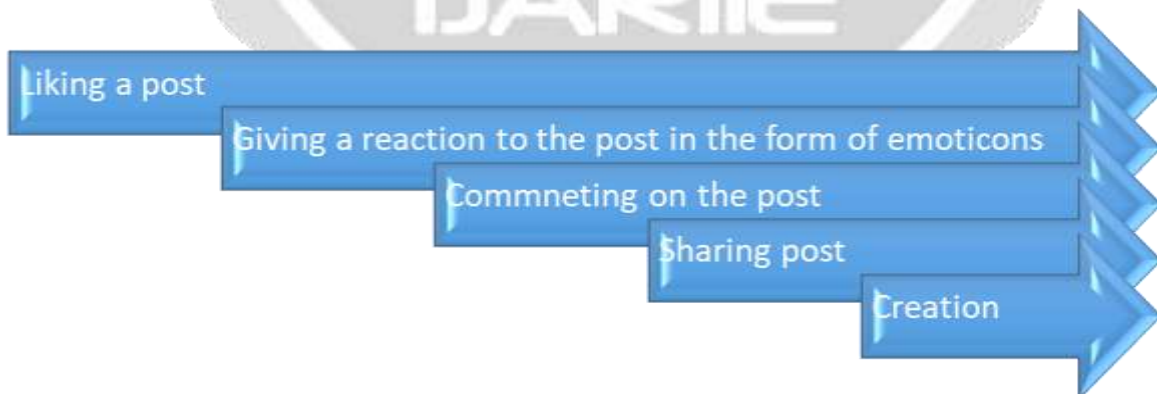 IJARIIE
Liking a post
Giving a reaction to the post in the form of emoticons
Commneting on the post
Sharing post
Creation